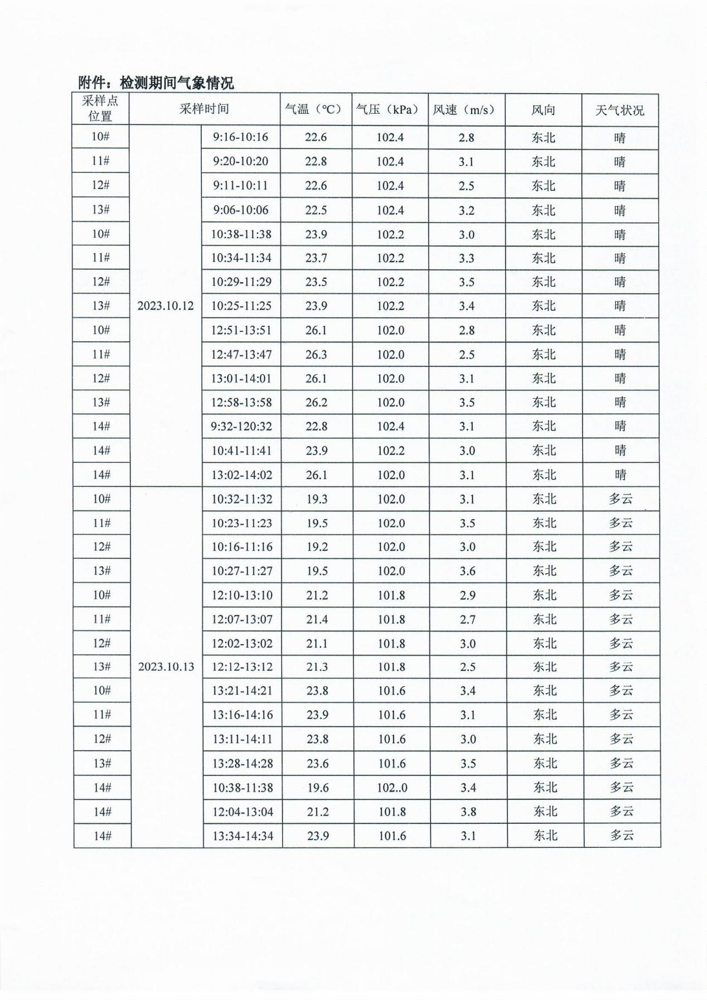 附件：检测期间气象情况
采样点位置 采样时间 气温（℃） 气压（kPa） 风速（m/s） 风向 天气状况
10# 9:16-10:16 22.6 102.4 2.8 东北 晴
11# 9:20-10:20 22.8 102.4 3.1 东北 晴
12# 9:11-10:11 22.6 102.4 2.5 东北 晴
13# 9:06-10:06 22.5 102.4 3.2 东北 晴
10# 10:38-11:38 23.9 102.2 3.0 东北 晴
11# 10:34-11:34 23.7 102.2 3.3 东北 晴
12# 10:29-11:29 23.5 102.2 3.5 东北 晴
13# 2023.10.12 10:25-11:25 23.9 102.2 3.4 东北 晴
10# 12:51-13:51 26.1 102.0 2.8 东北 晴
11# 12:47-13:47 26.3 102.0 2.5 东北 晴
12# 13:01-14:01 26.1 102.0 3.1 东北 晴
13# 12:58-13:58 26.2 102.0 3.5 东北 晴
14# 9:32-120:32 22.8 102.4 3.1 东北 晴
14# 10:41-11:41 23.9 102.2 3.0 东北 晴
14# 13:02-14:02 26.1 102.0 3.1 东北 晴
10# 10:32-11:32 19.3 102.0 3.1 东北 多云
11# 10:23-11:23 19.5 102.0 3.5 东北 多云
12# 10:16-11:16 19.2 102.0 3.0 东北 多云
13# 10:27-11:27 19.5 102.0 3.6 东北 多云
10# 12:10-13:10 21.2 101.8 2.9 东北 多云
11# 12:07-13:07 21.4 101.8 2.7 东北 多云
12# 12:02-13:02 21.1 101.8 3.0 东北 多云
13# 2023.10.13 12:12-13:12 21.3 101.8 2.5 东北 多云
10# 13:21-14:21 23.8 101.6 3.4 东北 多云
11# 13:16-14:16 23.9 101.6 3.1 东北 多云
12# 13:11-14:11 23.8 101.6 3.0 东北 多云
13# 13:28-14:28 23.6 101.6 3.5 东北 多云
14# 10:38-11:38 19.6 102..0 3.4 东北 多云
14# 12:04-13:04 21.2 101.8 3.8 东北 多云
14# 13:34-14:34 23.9 101.6 3.1 东北 多云